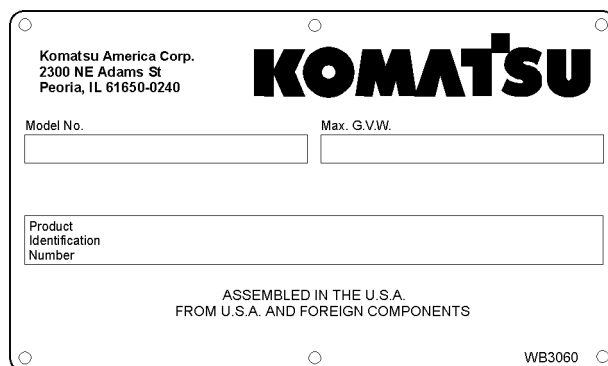 Komatsu America Corp.
2300 NE Adams St
Peoria, IL 61650-0240
KOMATSU
Model No.
Max. G.V.W.
Product
Identification
Number
ASSEMBLED IN THE U.S.A.
FROM U.S.A. AND FOREIGN COMPONENTS
WB3060